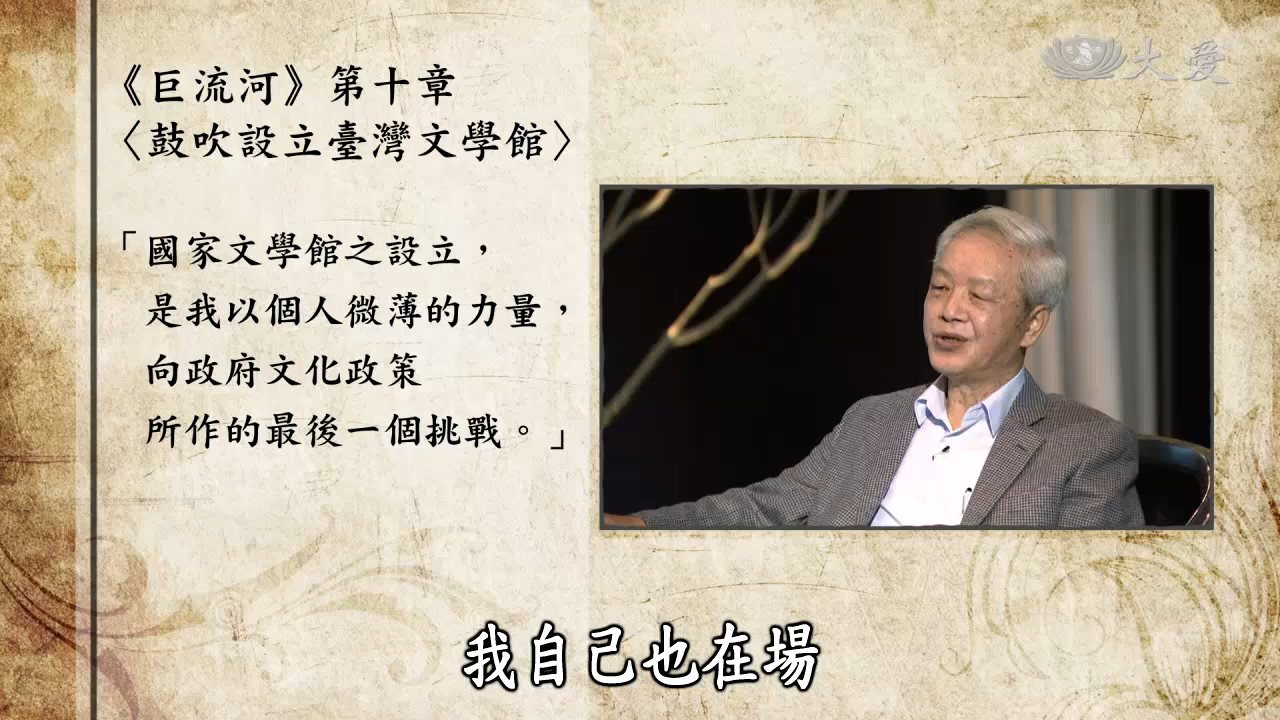 大愛
《巨流河》第十章
〈鼓吹設立臺灣文學館〉
「國家文學館之設立，
是我以個人微薄的力量，
向政府文化政策
所作的最後一個挑戰。」
我自己也在場